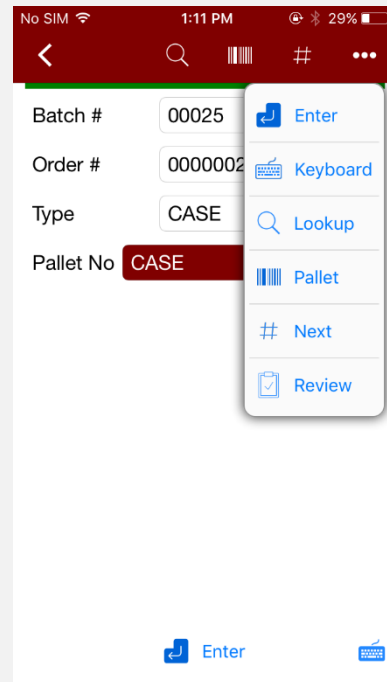 No SIM 1:11 PM 29%
#
Batch # 00025
Order # 0000002
Type CASE
Pallet No CASE
Enter
Keyboard
Lookup
Pallet
# Next
Review
Enter